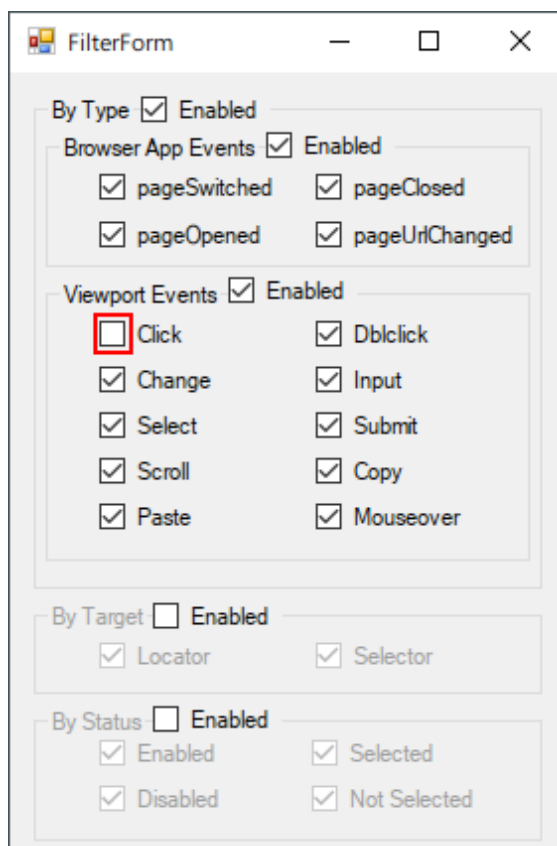 FilterForm
By Type Enabled
Browser App Events Enabled
pageSwitched pageClosed
pageOpened pageUrlChanged
Viewport Events Enabled
Click Dblclick
Change Input
Select Submit
Scroll Copy
Paste Mouseover
By Target Enabled
Locator Selector
By Status Enabled
Enabled Selected
Disabled Not Selected